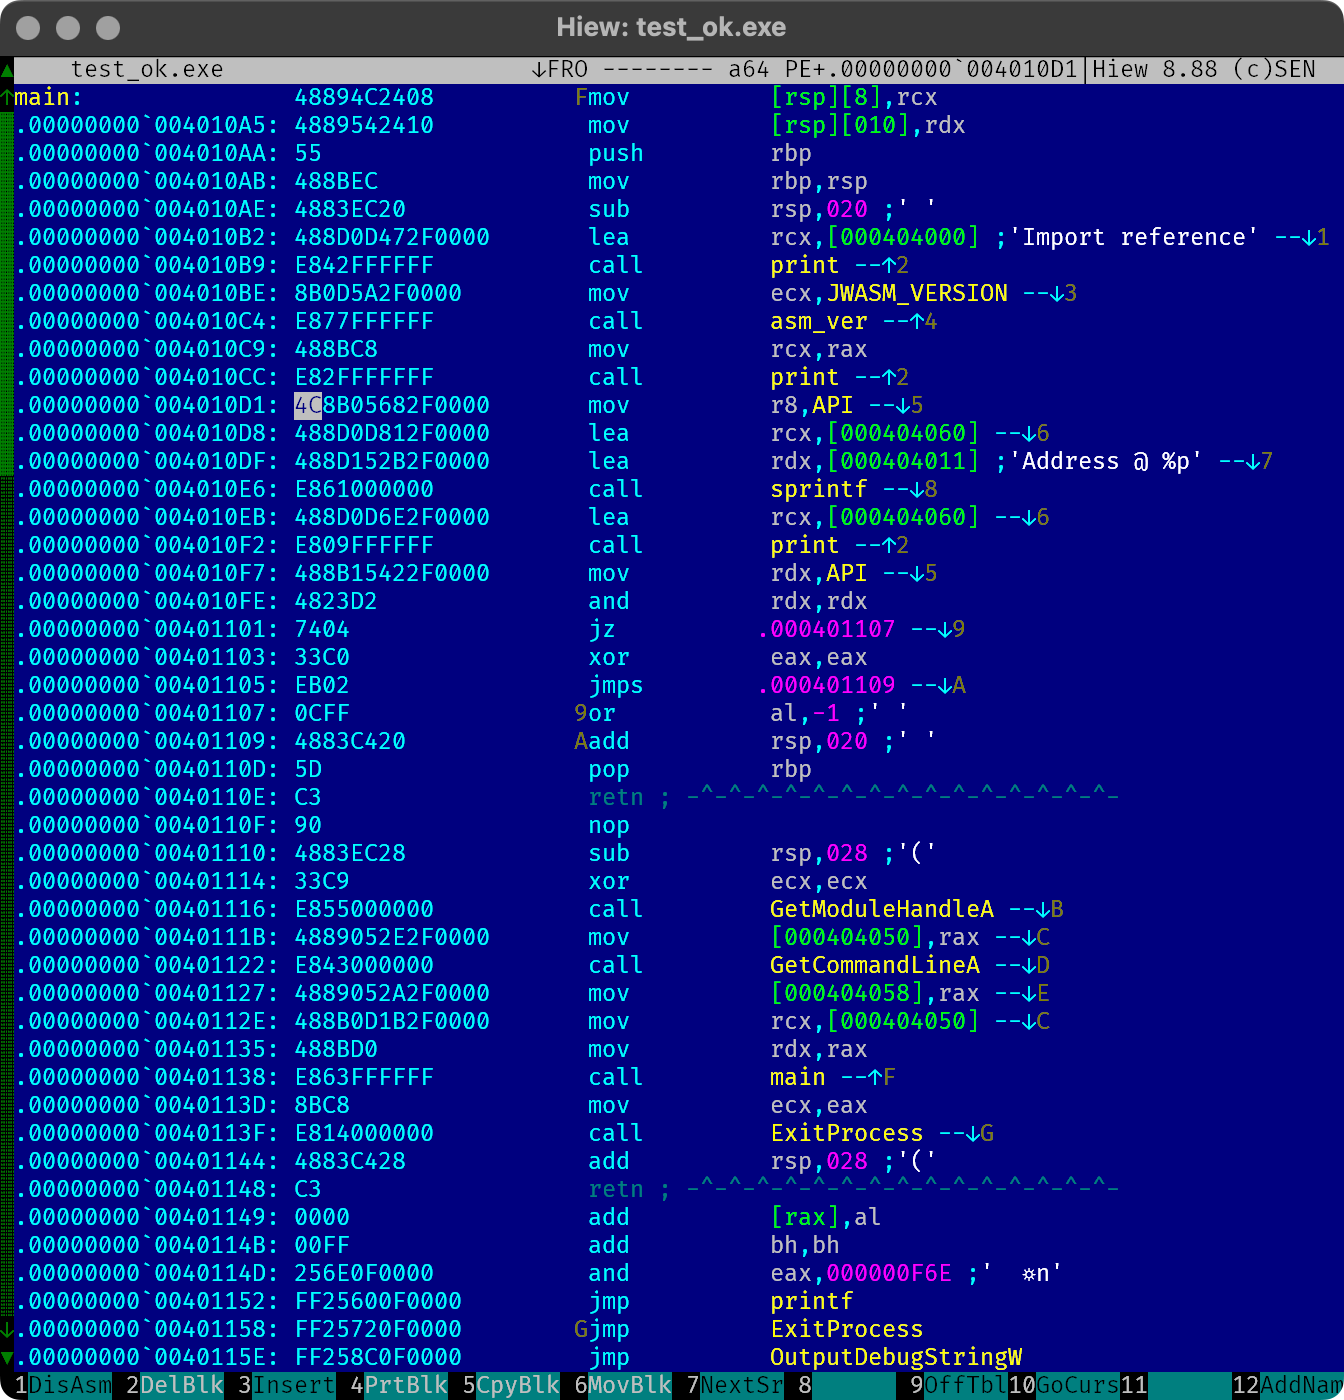 Hiew: test_ok.exe
test_ok.exe ↓FRO -------- a64 PE+.00000000`004010D1|Hiew 8.88 (c)SEN
main: 48894C2408 Fmov [rsp][8],rcx
.00000000`004010A5: 4889542410 mov [rsp][010],rdx
.00000000`004010AA: 55 push rbp
.00000000`004010AB: 488BEC mov rbp,rsp
.00000000`004010AE: 4883EC20 sub rsp,020 ;' '
.00000000`004010B2: 488D0D472F0000 lea rcx,[000404000] ;'Import reference' --↓1
.00000000`004010B9: E842FFFFFF call print --↑2
.00000000`004010BE: 8B0D5A2F0000 mov ecx,JWASM_VERSION --↓3
.00000000`004010C4: E877FFFFFF call asm_ver --↑4
.00000000`004010C9: 488BC8 mov rcx,rax
.00000000`004010CC: E82FFFFFFF call print --↑2
.00000000`004010D1: 4C8B05682F0000 mov r8,API --↓5
.00000000`004010D8: 488D0D812F0000 lea rcx,[000404060] --↓6
.00000000`004010DF: 488D152B2F0000 lea rdx,[000404011] ;'Address @ %p' --↓7
.00000000`004010E6: E861000000 call sprintf --↓8
.00000000`004010EB: 488D0D6E2F0000 lea rcx,[000404060] --↓6
.00000000`004010F2: E809FFFFFF call print --↑2
.00000000`004010F7: 488B15422F0000 mov rdx,API --↓5
.00000000`004010FE: 4823D2 and rdx,rdx
.00000000`00401101: 7404 jz .000401107 --↓9
.00000000`00401103: 33C0 xor eax,eax
.00000000`00401105: EB02 jmps .000401109 --↓A
.00000000`00401107: 0CFF 9or al,-1 ;' '
.00000000`00401109: 4883C420 Aadd rsp,020 ;' '
.00000000`0040110D: 5D pop rbp
.00000000`0040110E: C3 retn ; -^-^-^-^-^-^-^-^-^-^-^-^-^-^-^-
.00000000`0040110F: 90 nop
.00000000`00401110: 4883EC28 sub rsp,028 ;'('
.00000000`00401114: 33C9 xor ecx,ecx
.00000000`00401116: E855000000 call GetModuleHandleA --↓B
.00000000`0040111B: 4889052E2F0000 mov [000404050],rax --↓C
.00000000`00401122: E843000000 call GetCommandLineA --↓D
.00000000`00401127: 4889052A2F0000 mov [000404058],rax --↓E
.00000000`0040112E: 488B0D1B2F0000 mov rcx,[000404050] --↓C
.00000000`00401135: 488BD0 mov rdx,rax
.00000000`00401138: E863FFFFFF call main --↑F
.00000000`0040113D: 8BC8 mov ecx,eax
.00000000`0040113F: E814000000 call ExitProcess --↓G
.00000000`00401144: 4883C428 add rsp,028 ;'('
.00000000`00401148: C3 retn ; -^-^-^-^-^-^-^-^-^-^-^-^-^-^-^-
.00000000`00401149: 0000 add [rax],al
.00000000`0040114B: 00FF add bh,bh
.00000000`0040114D: 256E0F0000 and eax,000000F6E ;' ☼n'
.00000000`00401152: FF25600F0000 jmp printf
.00000000`00401158: FF25720F0000 Gjmp ExitProcess
.00000000`0040115E: FF258C0F0000 jmp OutputDebugStringW
1DisAsm 2DelBlk 3Insert 4PrtBlk 5CpyBlk 6MovBlk 7NextSr 8 9OffTbl 10GoCurs 11 12AddNam